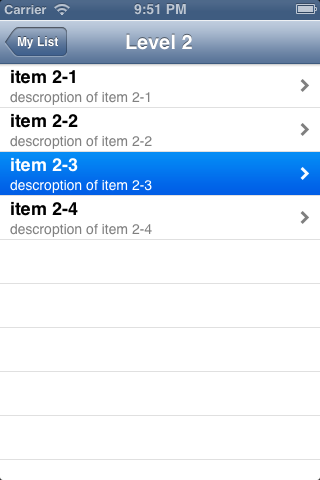 Carrier 9:51 PM
My List Level 2
item 2-1
descroption of item 2-1
item 2-2
descroption of item 2-2
item 2-3
descroption of item 2-3
item 2-4
descroption of item 2-4